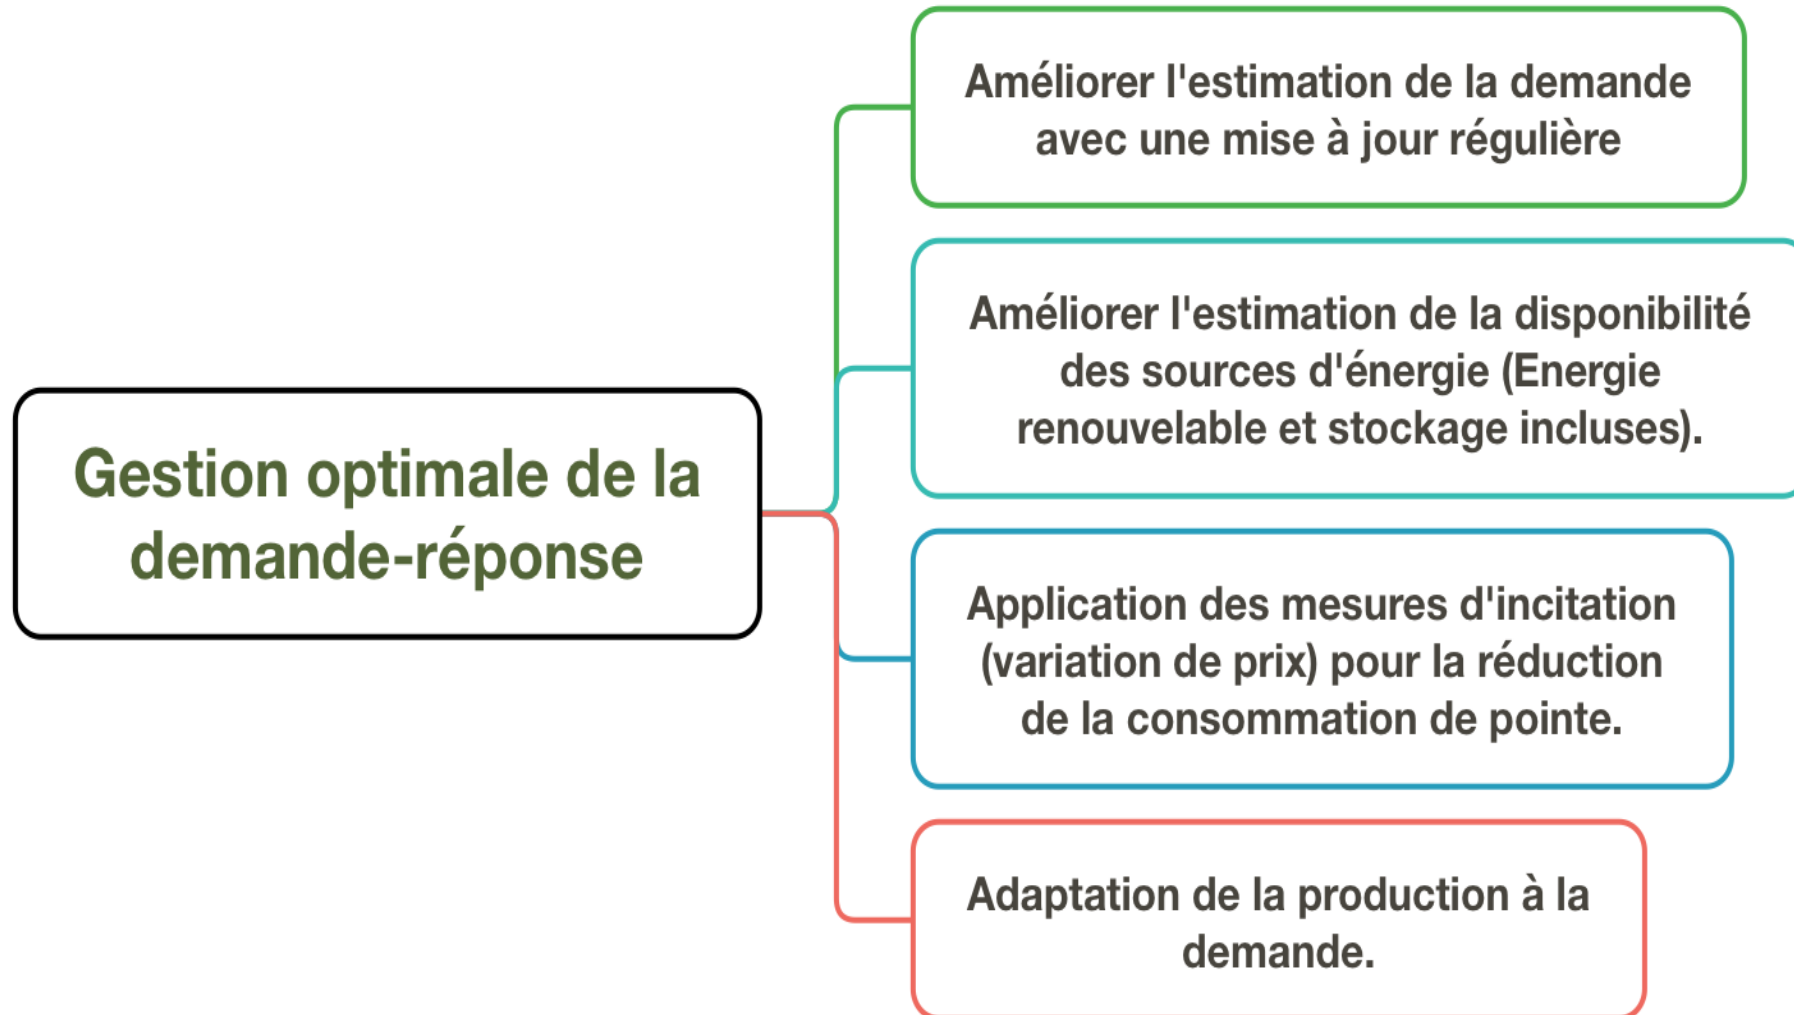 Gestion optimale de la
demande-réponse
Améliorer l'estimation de la demande
avec une mise à jour régulière
Améliorer l'estimation de la disponibilité
des sources d'énergie (Energie
renouvelable et stockage incluses).
Application des mesures d'incitation
(variation de prix) pour la réduction
de la consommation de pointe.
Adaptation de la production à la
demande.